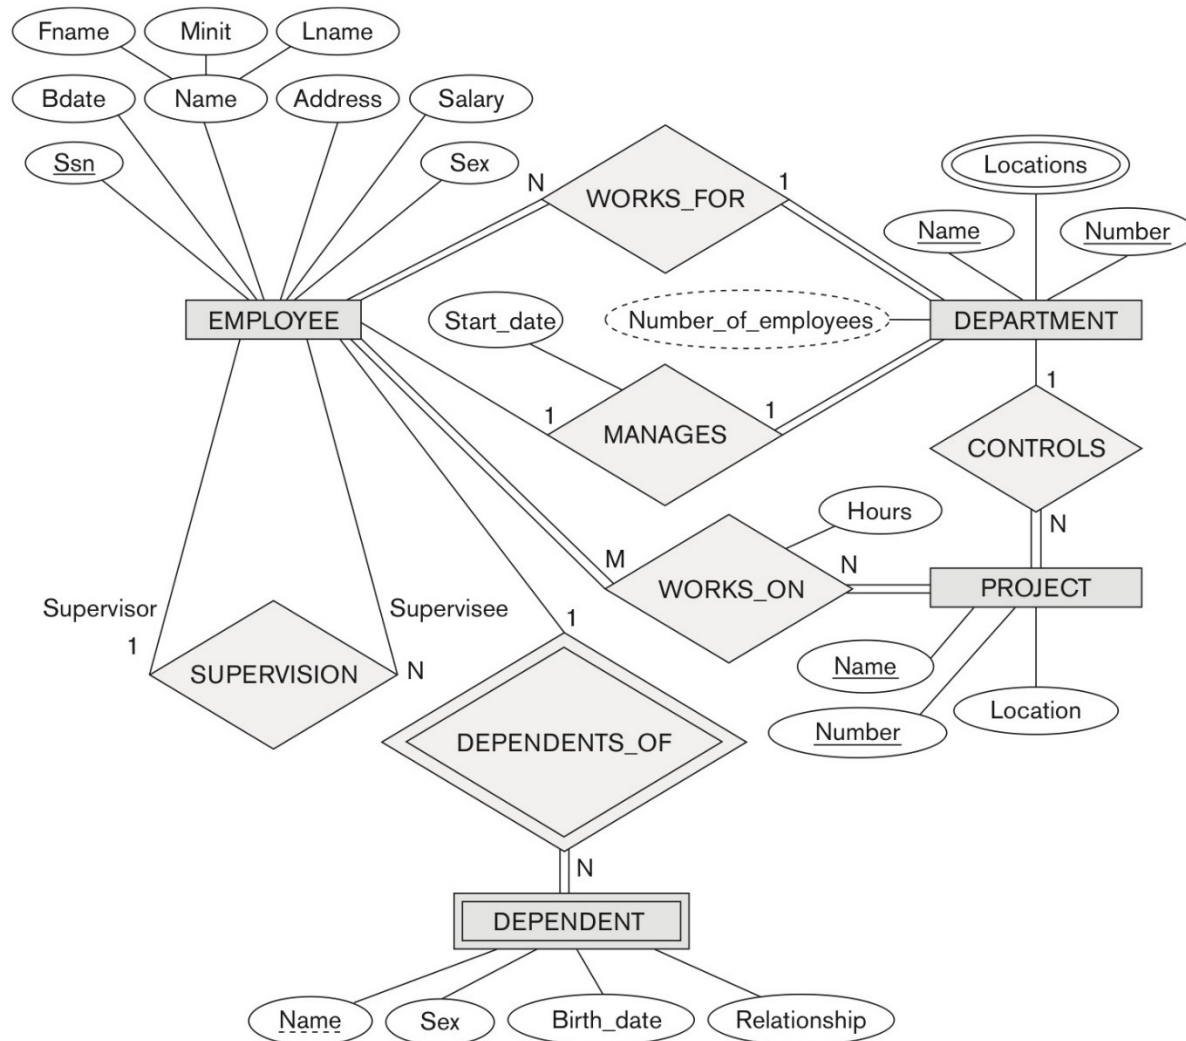 Fname
Minit
Lname
Bdate
Name
Address
Salary
Ssn
Sex
N
WORKS_FOR
1
Locations
Name
Number
EMPLOYEE
Start_date
Number_of_employees
DEPARTMENT
1
MANAGES
1
1
CONTROLS
N
Hours
M
WORKS_ON
N
PROJECT
Supervisor
1
Supervisee
N
SUPERVISION
1
Name
Number
Location
DEPENDENTS_OF
N
DEPENDENT
Name
Sex
Birth_date
Relationship